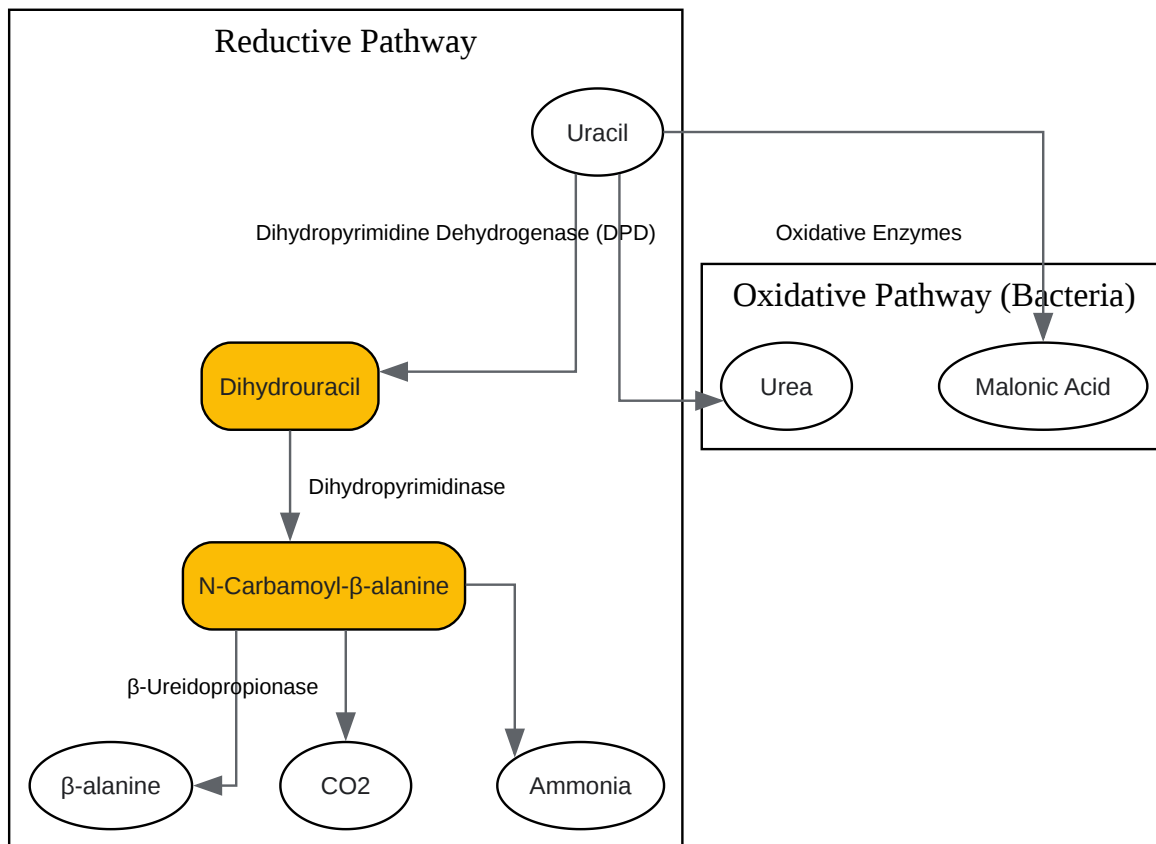 Reductive Pathway
Uracil
Dihydropyrimidine Dehydrogenase (DPD)
Oxidative Enzymes
Oxidative Pathway (Bacteria)
Dihydrouracil
Urea
Malonic Acid
Dihydropyrimidinase
N-Carbamoyl-β-alanine
β-Ureidopropionase
β-alanine
CO2
Ammonia